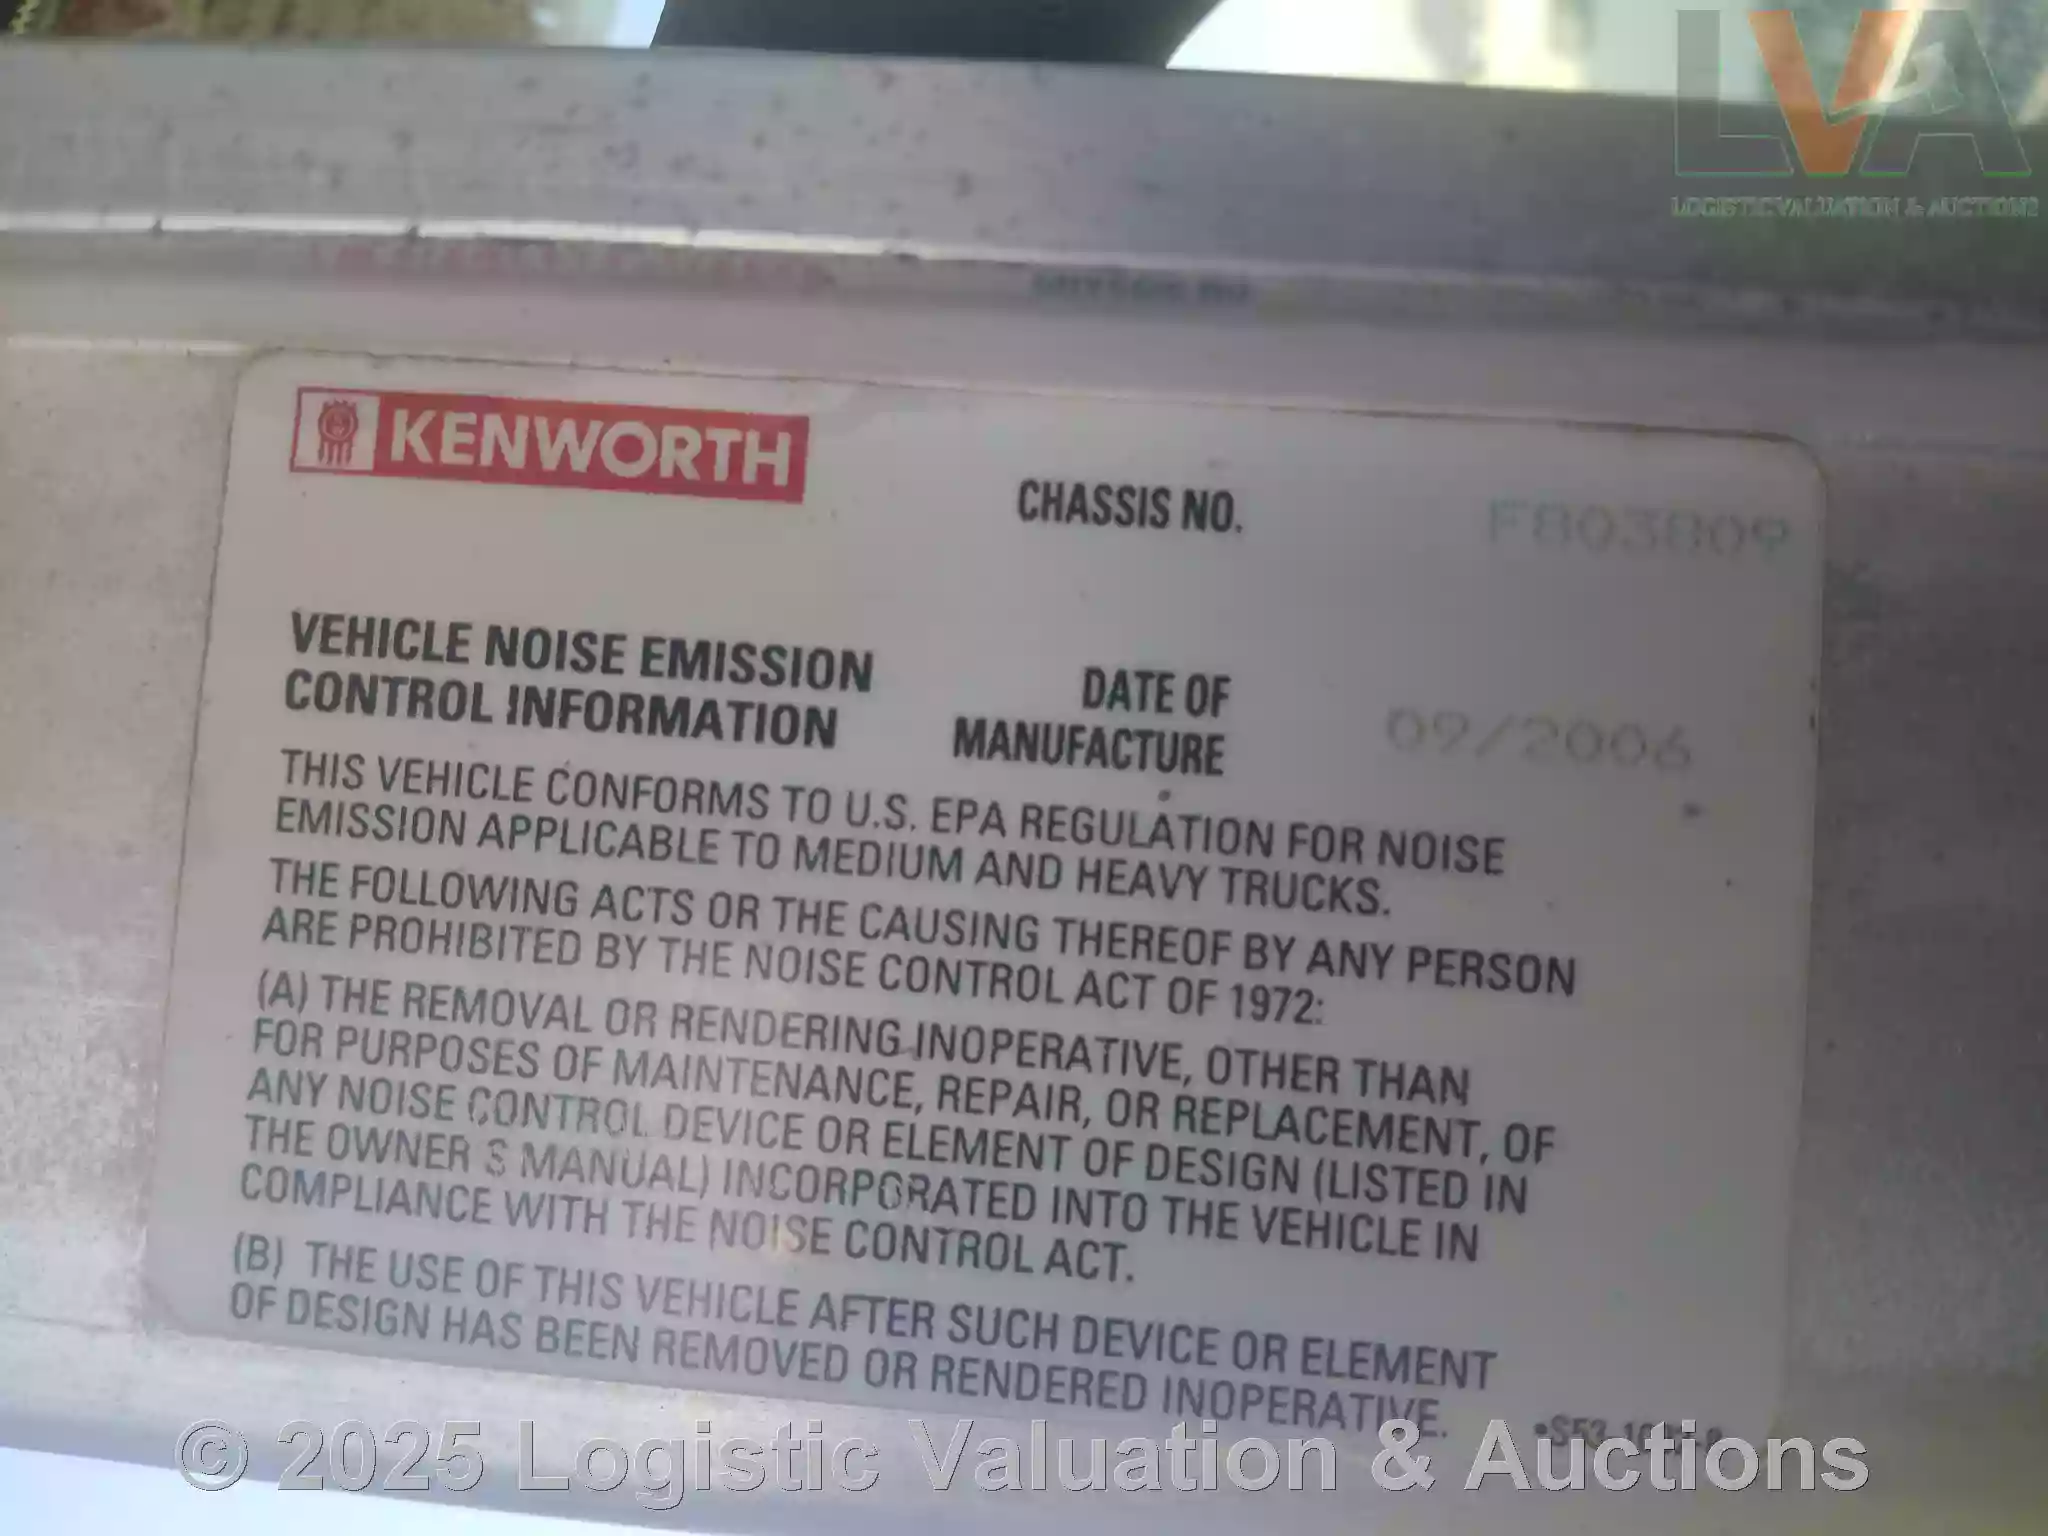 LVA
LOGISTIC VALUATION & AUCTIONS
KENWORTH
CHASSIS NO. F803809
VEHICLE NOISE EMISSION
CONTROL INFORMATION
DATE OF
MANUFACTURE 09/2006
THIS VEHICLE CONFORMS TO U.S. EPA REGULATION FOR NOISE
EMISSION APPLICABLE TO MEDIUM AND HEAVY TRUCKS.
THE FOLLOWING ACTS OR THE CAUSING THEREOF BY ANY PERSON
ARE PROHIBITED BY THE NOISE CONTROL ACT OF 1972:
(A) THE REMOVAL OR RENDERING INOPERATIVE, OTHER THAN
FOR PURPOSES OF MAINTENANCE, REPAIR, OR REPLACEMENT, OF
ANY NOISE CONTROL DEVICE OR ELEMENT OF DESIGN (LISTED IN
THE OWNER S MANUAL) INCORPORATED INTO THE VEHICLE IN
COMPLIANCE WITH THE NOISE CONTROL ACT.
(B) THE USE OF THIS VEHICLE AFTER SUCH DEVICE OR ELEMENT
OF DESIGN HAS BEEN REMOVED OR RENDERED INOPERATIVE.
© 2025 Logistic Valuation & Auctions